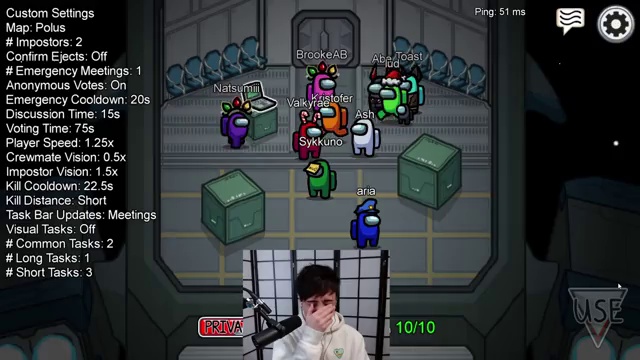 Custom Settings
Map: Polus
# Impostors: 2
Confirm Ejects: Off
# Emergency Meetings: 1
Anonymous Votes: On
Emergency Cooldown: 20s
Discussion Time: 15s
Voting Time: 75s
Player Speed: 1.25x
Crewmate Vision: 0.5x
Impostor Vision: 1.5x
Kill Cooldown: 22.5s
Kill Distance: Short
Task Bar Updates: Meetings
Visual Tasks: Off
# Common Tasks: 2
# Long Tasks: 1
# Short Tasks: 3
Ping: 51 ms
BrookeAB
Abe Toast
lud
Natsumiii
Kristofer
Valkyrae
Ash
Sykkuno
aria
USE
PRIVA
10/10